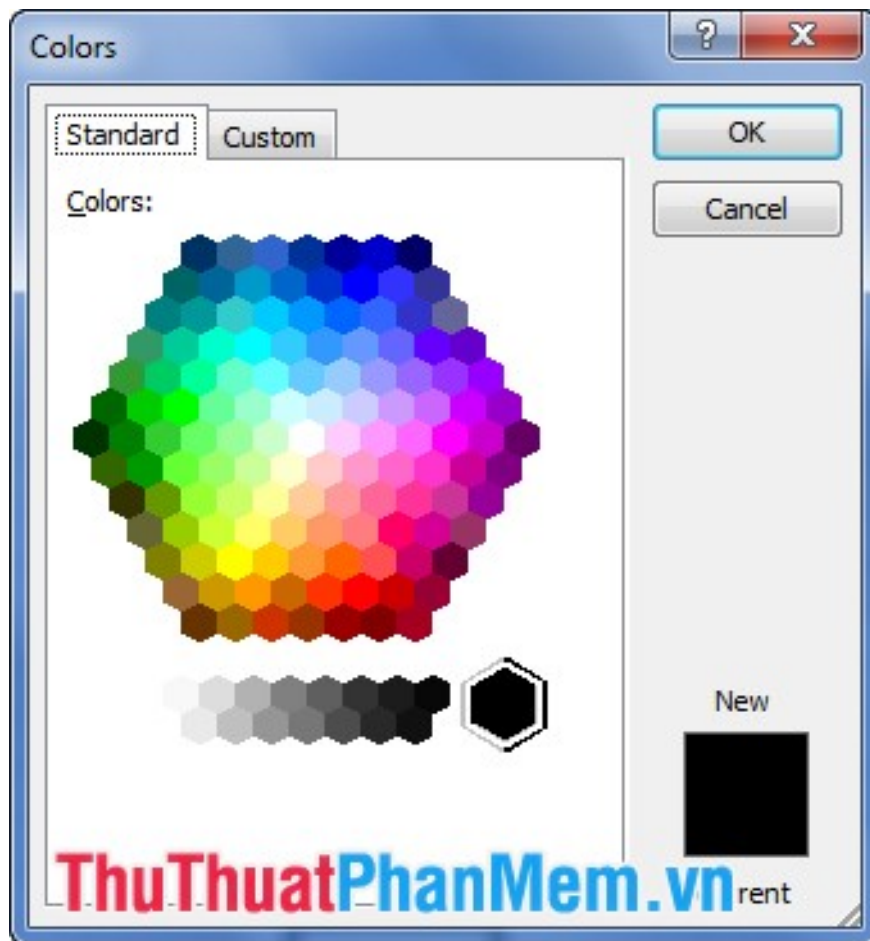 Colors
?
X
Standard
Custom
OK
Colors:
Cancel
New
ThuThuatPhanMem.vn
rent